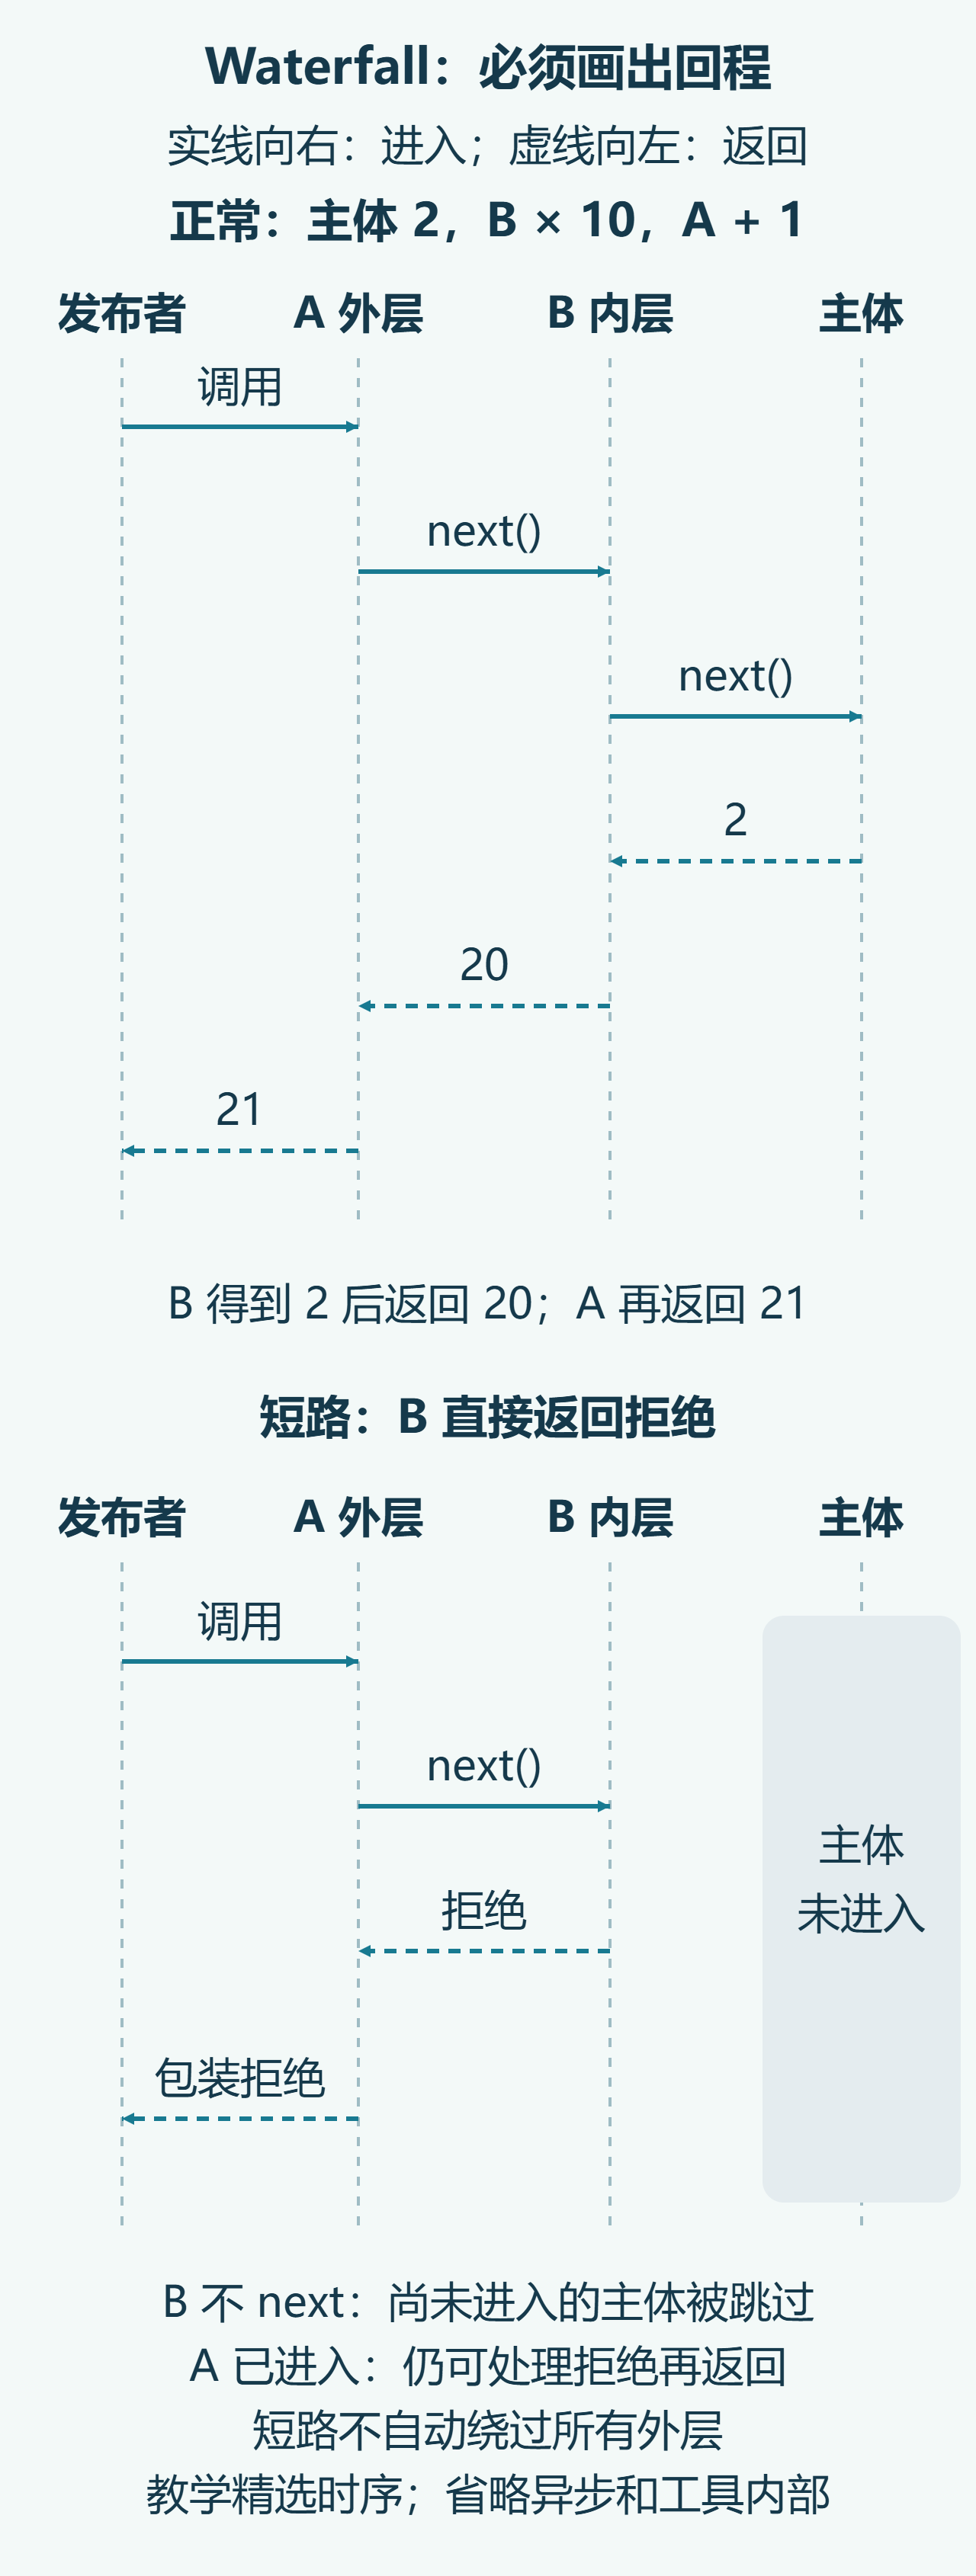 Waterfall：必须画出回程
实线向右：进入；虚线向左：返回
正常：主体 2，B × 10，A + 1
发布者 A 外层 B 内层 主体
调用
next()
next()
2
20
21
B 得到 2 后返回 20；A 再返回 21
短路：B 直接返回拒绝
发布者 A 外层 B 内层 主体
调用
next()
主体
未进入
拒绝
包装拒绝
B 不 next：尚未进入的主体被跳过
A 已进入：仍可处理拒绝再返回
短路不自动绕过所有外层
教学精选时序；省略异步和工具内部